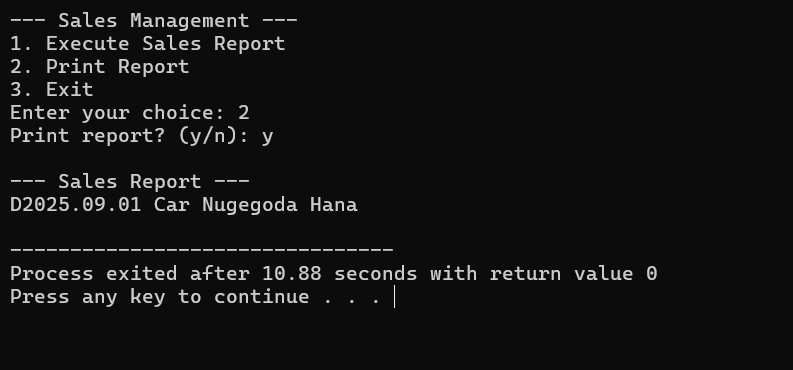 --- Sales Management ---
1. Execute Sales Report
2. Print Report
3. Exit
Enter your choice: 2
Print report? (y/n): y
--- Sales Report ---
D2025.09.01 Car Nugegoda Hana
--------------------------------
Process exited after 10.88 seconds with return value 0
Press any key to continue . . .